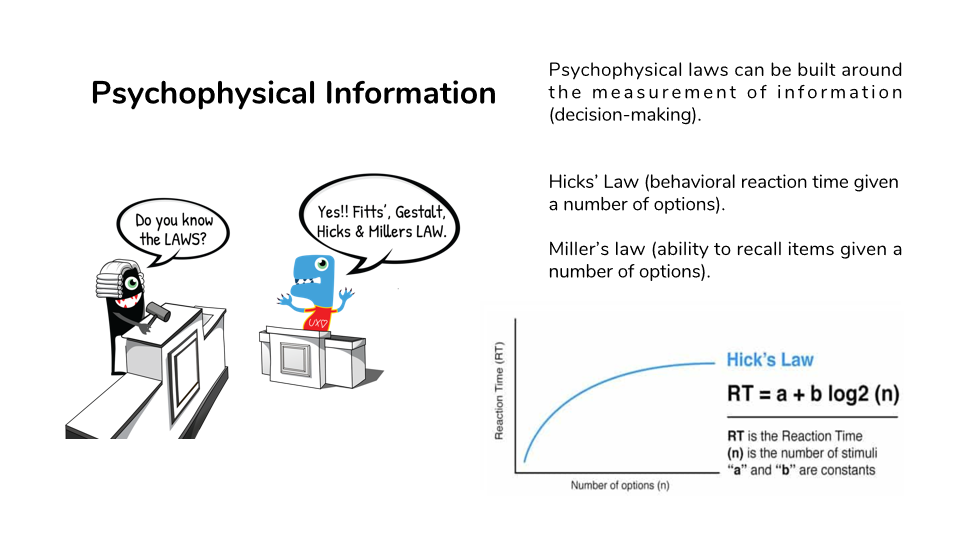 Psychophysical Information
Psychophysical laws can be built around
the measurement of information
(decision-making).
Hicks’ Law (behavioral reaction time given
a number of options).
Miller’s law (ability to recall items given a
number of options).
Do you know
the LAWS?
Yes!! Fitts’, Gestalt,
Hicks & Millers LAW.
UX♡
Reaction Time (RT)
Number of options (n)
Hick’s Law
RT = a + b log2 (n)
RT is the Reaction Time
(n) is the number of stimuli
“a” and “b” are constants